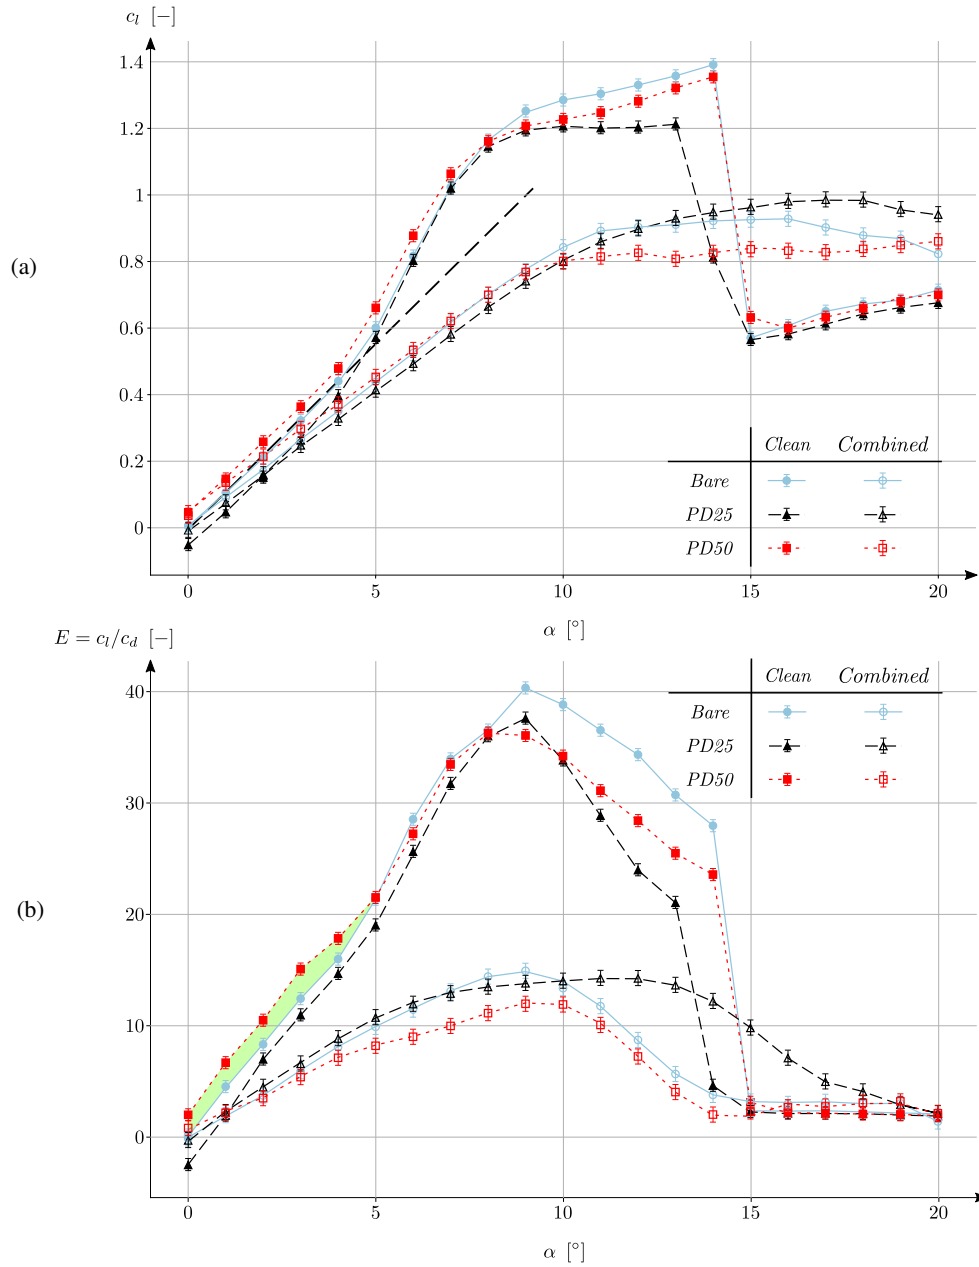 c_l [−]
1.4
1.2
1
0.8
(a)
0.6
0.4
0.2
0
Clean Combined
Bare
PD25
PD50
0 5 10 15 20
α [°]
E = c_l/c_d [−]
Clean Combined
Bare
PD25
PD50
40
30
20
(b)
10
0
0 5 10 15 20
α [°]